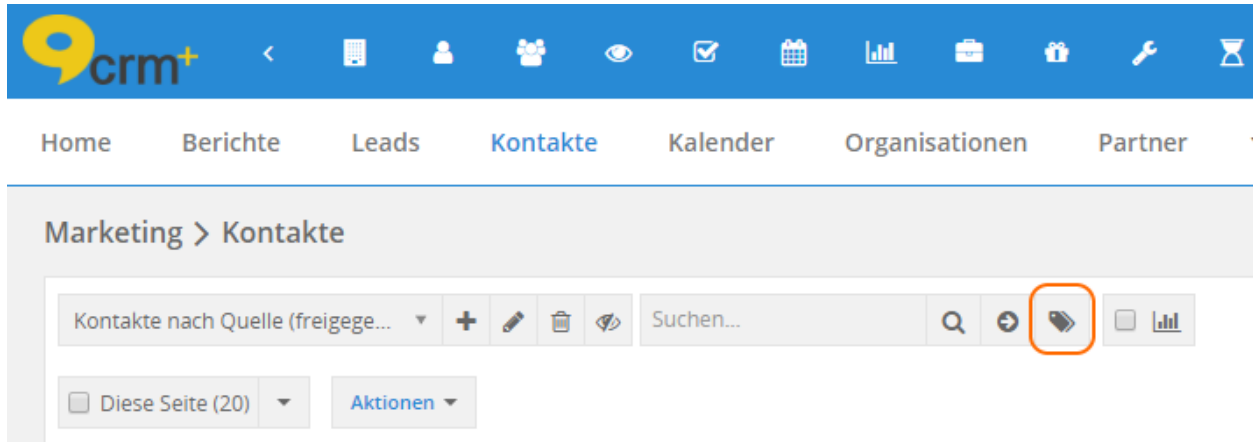 crm+
Home Berichte Leads Kontakte Kalender Organisationen Partner
Marketing > Kontakte
Kontakte nach Quelle (freigege... Suchen...
Diese Seite (20) Aktionen